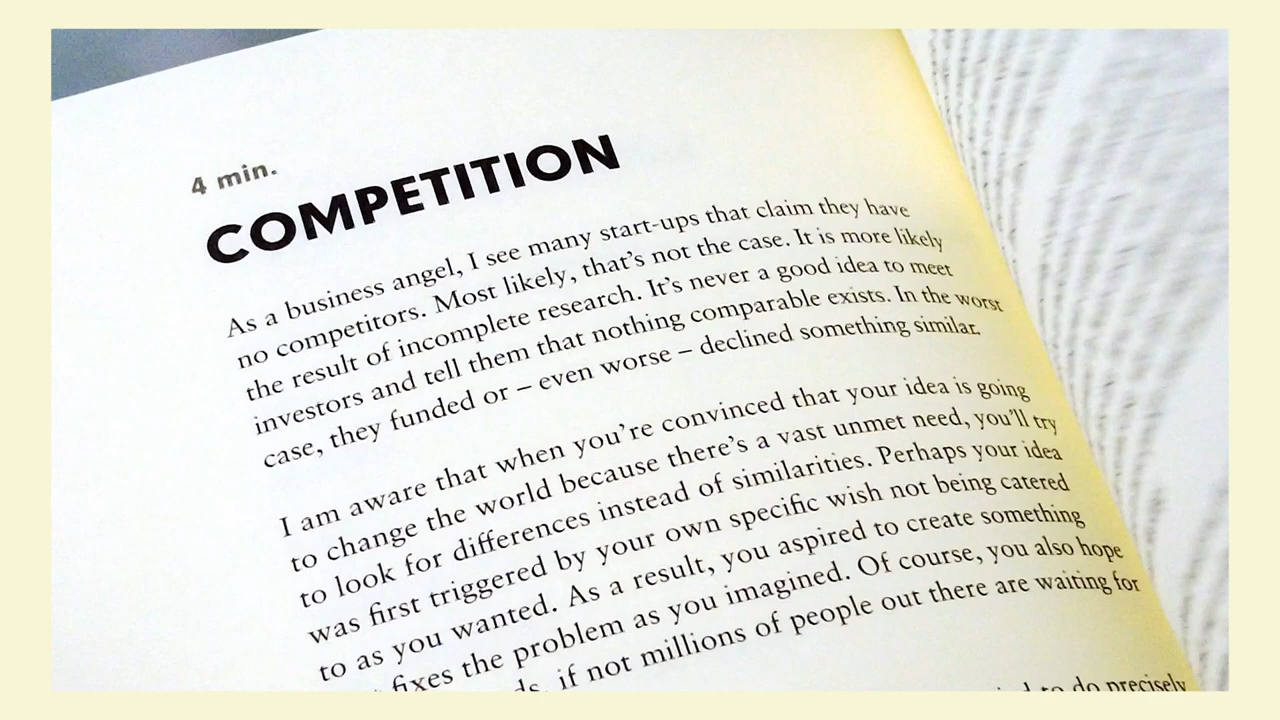 4 min.
COMPETITION
As a business angel, I see many start-ups that claim they have
no competitors. Most likely, that's not the case. It is more likely
the result of incomplete research. It's never a good idea to meet
investors and tell them that nothing comparable exists. In the worst
case, they funded or – even worse – declined something similar.
I am aware that when you're convinced that your idea is going
to change the world because there's a vast unmet need, you'll try
to look for differences instead of similarities. Perhaps your idea
was first triggered by your own specific wish not being catered
to as you wanted. As a result, you aspired to create something
fixes the problem as you imagined. Of course, you also hope
if not millions of people out there are waiting for
to do precisely